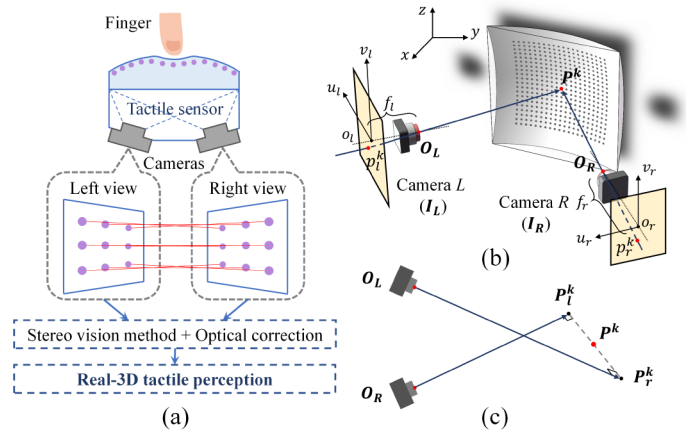 Finger
Tactile sensor
Cameras
Left view
Right view
Stereo vision method + Optical correction
Real-3D tactile perception
(a)
z
y
x
v_l
u_l
f_l
o_l
p_l^k
O_L
Camera L
(I_L)
P^k
O_R
v_r
Camera R
f_r
(I_R)
o_r
u_r
p_r^k
(b)
O_L
P_l^k
P^k
P_r^k
O_R
(c)